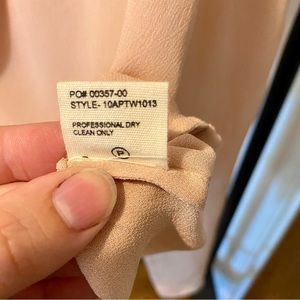 PO# 00357-00
STYLE- 10APTW1013
PROFESSIONAL DRY
CLEAN ONLY
P